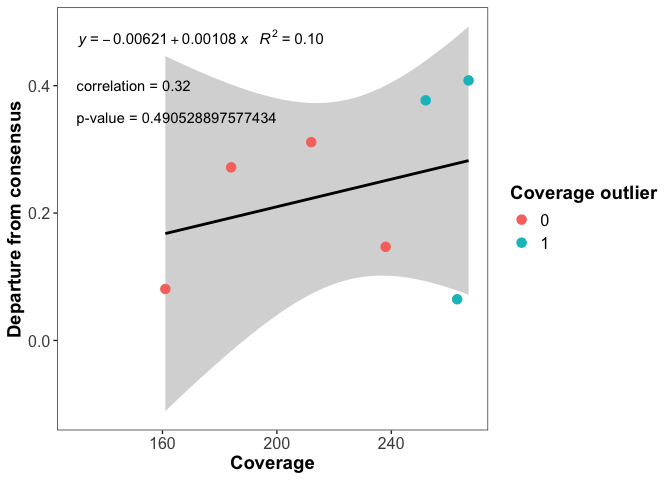 y = − 0.00621 + 0.00108 x R² = 0.10
correlation = 0.32
p-value = 0.490528897577434
Departure from consensus
0.4
0.2
0.0
160 200 240
Coverage
Coverage outlier
0
1